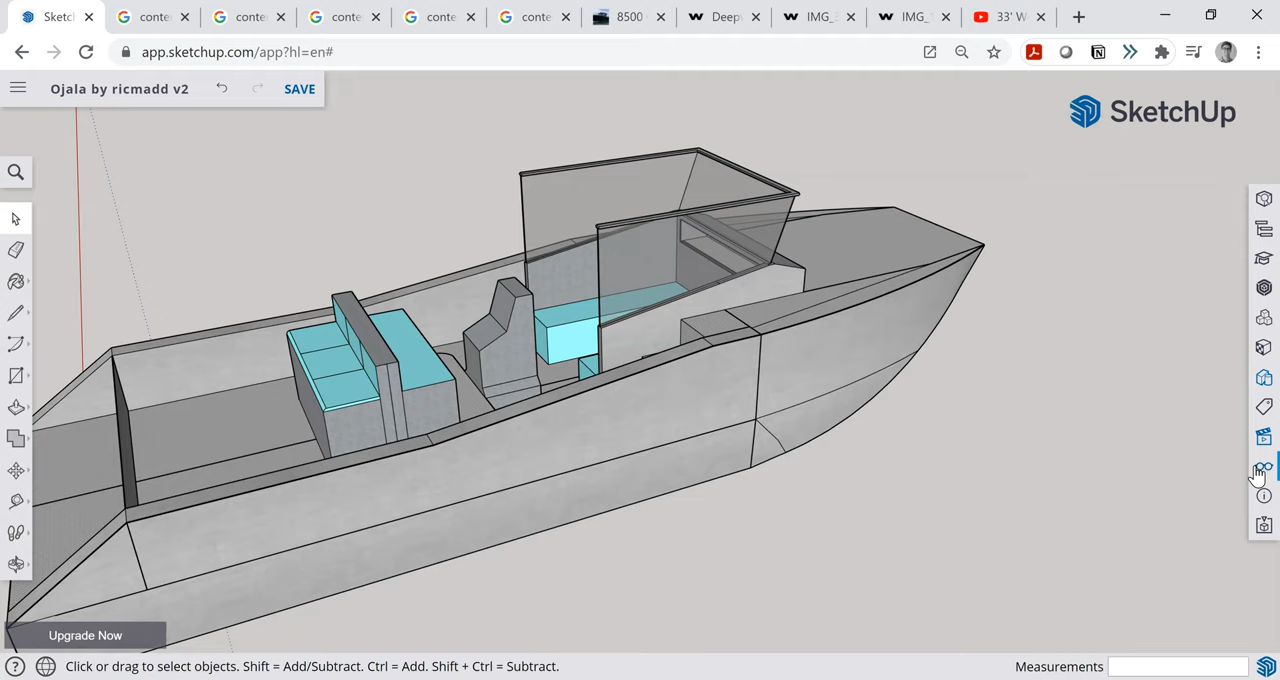 Sketch
conte
conte
conte
conte
conte
8500
Deep
IMG_
IMG_
33' W
app.sketchup.com/app?hl=en#
Ojala by ricmadd v2
SAVE
SketchUp
Upgrade Now
Click or drag to select objects. Shift = Add/Subtract. Ctrl = Add. Shift + Ctrl = Subtract.
Measurements